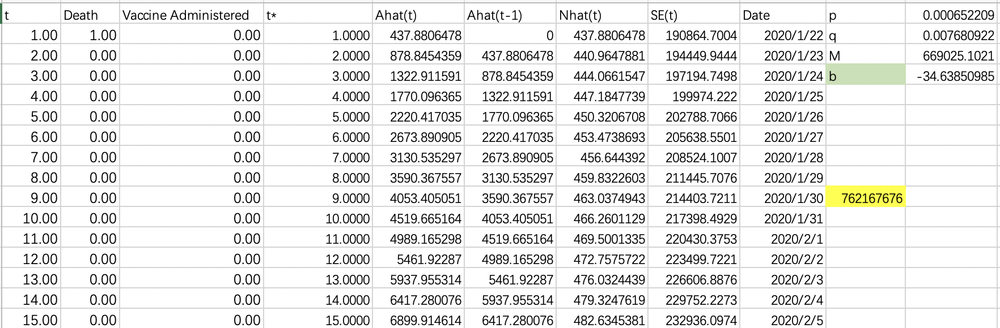 t Death Vaccine Administered t* Ahat(t) Ahat(t-1) Nhat(t) SE(t) Date p 0.000652209
1.00 1.00 0.00 1.0000 437.8806478 0 437.8806478 190864.7004 2020/1/22 q 0.007680922
2.00 0.00 0.00 2.0000 878.8454359 437.8806478 440.9647881 194449.9444 2020/1/23 M 669025.1021
3.00 0.00 0.00 3.0000 1322.911591 878.8454359 444.0661547 197194.7498 2020/1/24 b -34.63850985
4.00 0.00 0.00 4.0000 1770.096365 1322.911591 447.1847739 199974.222 2020/1/25
5.00 0.00 0.00 5.0000 2220.417035 1770.096365 450.3206708 202788.7066 2020/1/26
6.00 0.00 0.00 6.0000 2673.890905 2220.417035 453.4738693 205638.5501 2020/1/27
7.00 0.00 0.00 7.0000 3130.535297 2673.890905 456.644392 208524.1007 2020/1/28
8.00 0.00 0.00 8.0000 3590.367557 3130.535297 459.8322603 211445.7076 2020/1/29
9.00 0.00 0.00 9.0000 4053.405051 3590.367557 463.0374943 214403.7211 2020/1/30 762167676
10.00 0.00 0.00 10.0000 4519.665164 4053.405051 466.2601129 217398.4929 2020/1/31
11.00 0.00 0.00 11.0000 4989.165298 4519.665164 469.5001335 220430.3753 2020/2/1
12.00 0.00 0.00 12.0000 5461.92287 4989.165298 472.7575722 223499.7221 2020/2/2
13.00 0.00 0.00 13.0000 5937.955314 5461.92287 476.0324439 226606.8876 2020/2/3
14.00 0.00 0.00 14.0000 6417.280076 5937.955314 479.3247619 229752.2273 2020/2/4
15.00 0.00 0.00 15.0000 6899.914614 6417.280076 482.6345381 232936.0974 2020/2/5